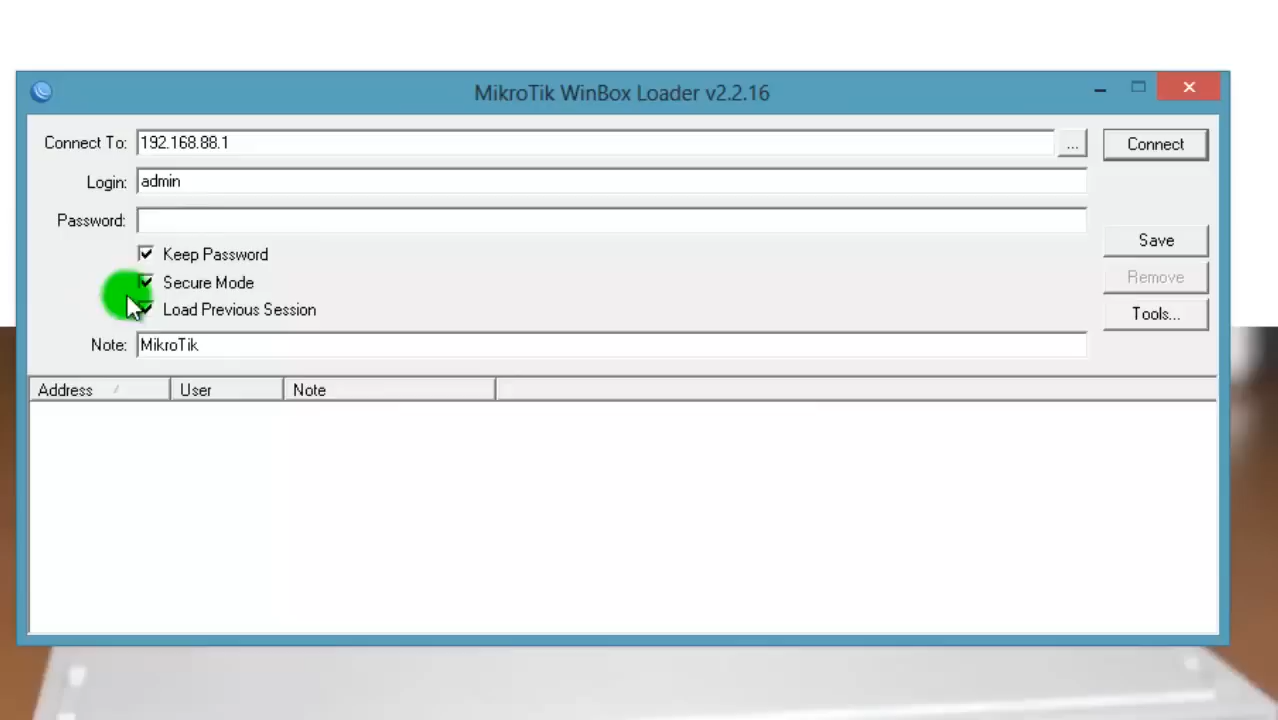 MikroTik WinBox Loader v2.2.16
Connect To: 192.168.88.1 ... Connect
Login: admin
Password:
Keep Password
Save
Secure Mode
Remove
Load Previous Session
Tools...
Note: MikroTik
Address User Note